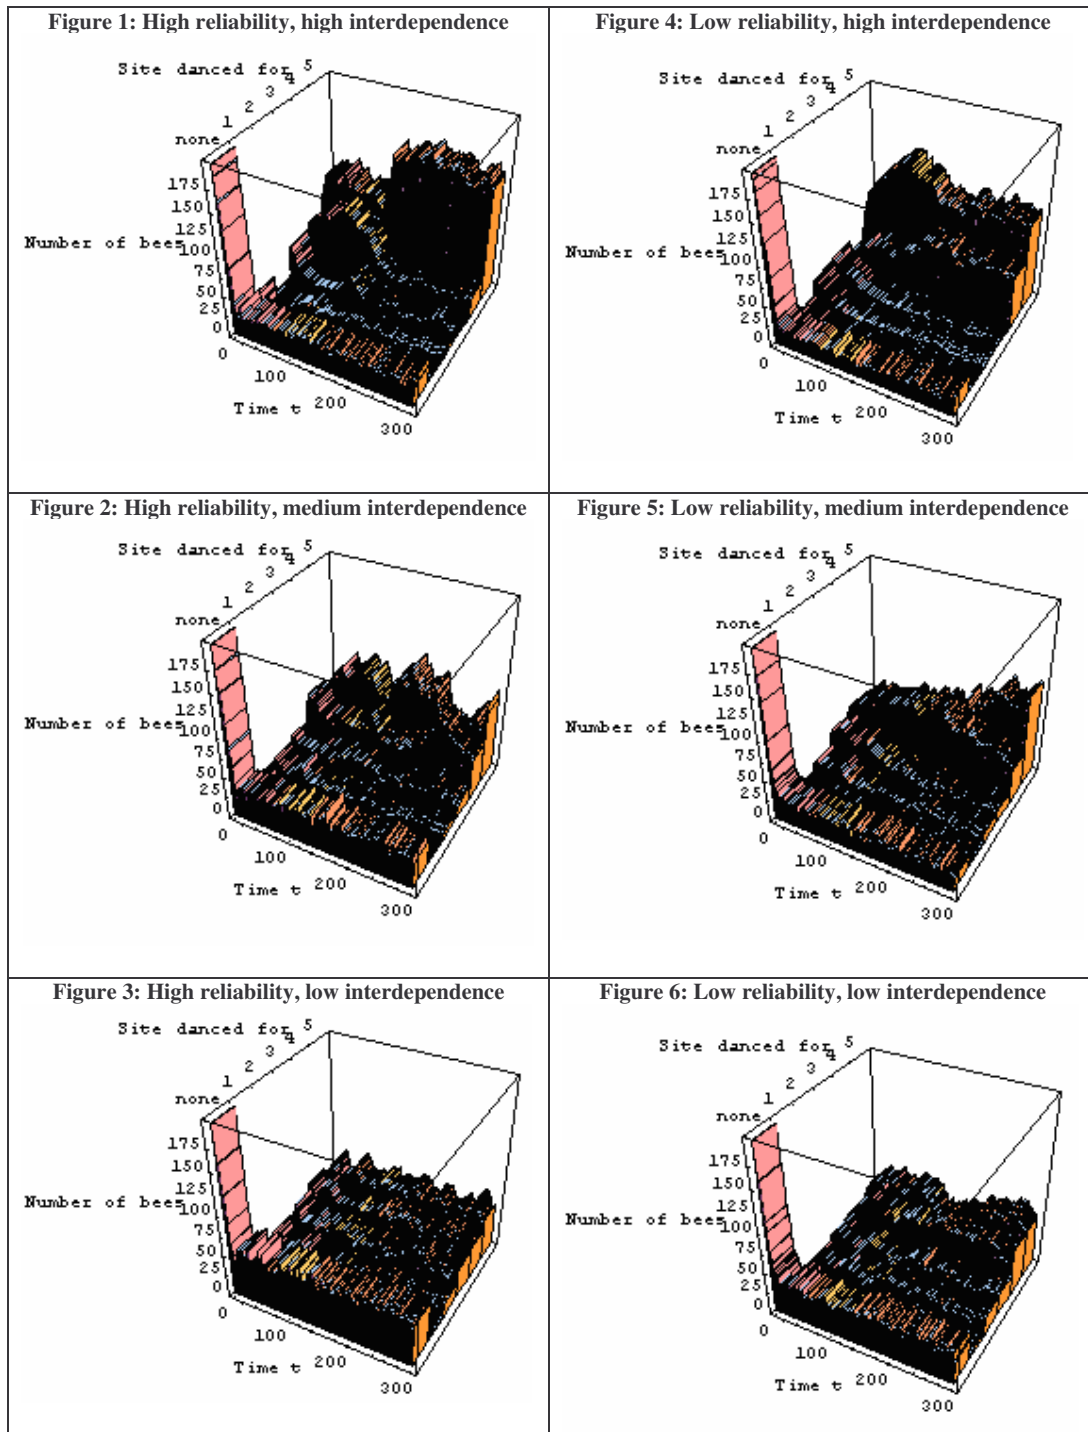 Figure 1: High reliability, high interdependence
Site danced for
none 1 2 3 4 5
175
150
125
Number of bees 100
75
50
25
0
0 100 200 300
Time t
Figure 4: Low reliability, high interdependence
Site danced for
none 1 2 3 4 5
175
150
125
Number of bees 100
75
50
25
0
0 100 200 300
Time t
Figure 2: High reliability, medium interdependence
Site danced for
none 1 2 3 4 5
175
150
125
Number of bees 100
75
50
25
0
0 100 200 300
Time t
Figure 5: Low reliability, medium interdependence
Site danced for
none 1 2 3 4 5
175
150
125
Number of bees 100
75
50
25
0
0 100 200 300
Time t
Figure 3: High reliability, low interdependence
Site danced for
none 1 2 3 4 5
175
150
125
Number of bees 100
75
50
25
0
0 100 200 300
Time t
Figure 6: Low reliability, low interdependence
Site danced for
none 1 2 3 4 5
175
150
125
Number of bees 100
75
50
25
0
0 100 200 300
Time t